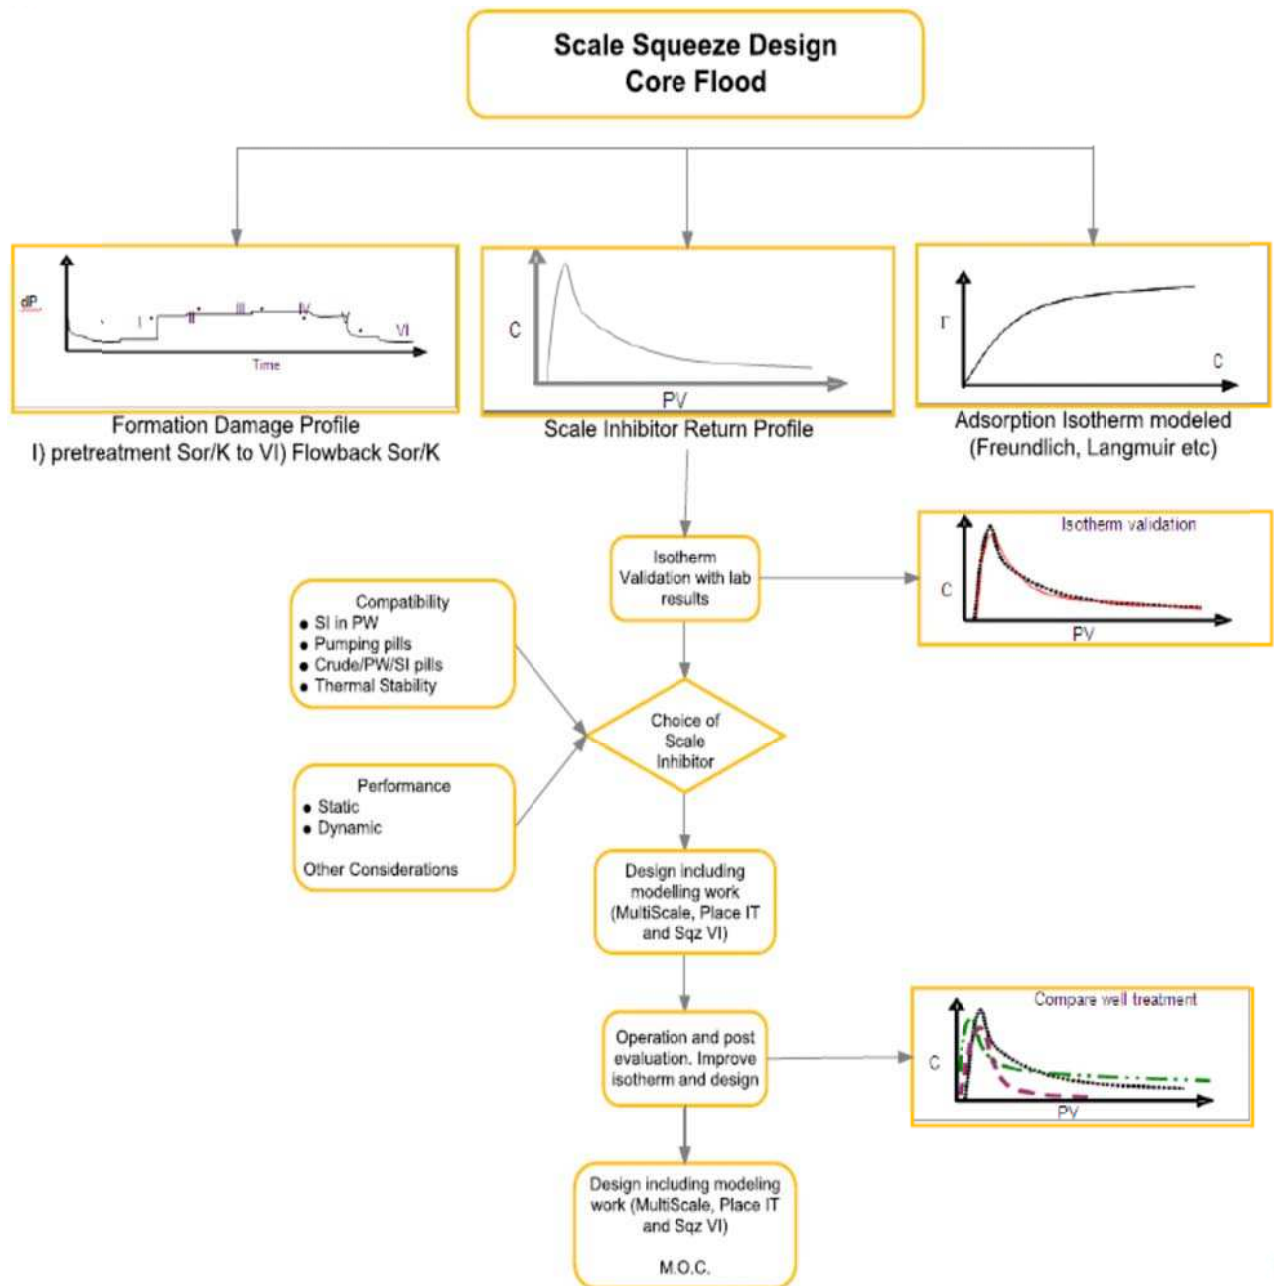 Scale Squeeze Design
Core Flood
dP
I
II
III
IV
V
VI
Time
Formation Damage Profile
I) pretreatment Sor/K to VI) Flowback Sor/K
C
PV
Scale Inhibitor Return Profile
Γ
C
Adsorption Isotherm modeled
(Freundlich, Langmuir etc)
Isotherm
Validation with lab
results
Isotherm validation
C
PV
Compatibility
● SI in PW
● Pumping pills
● Crude/PW/SI pills
● Thermal Stability
Choice of
Scale
Inhibitor
Performance
● Static
● Dynamic
Other Considerations
Design including
modelling work
(MultiScale, Place IT
and Sqz VI)
Operation and post
evaluation. Improve
isotherm and design
Compare well treatment
C
PV
Design including modeling
work (MultiScale, Place IT
and Sqz VI)
M.O.C.